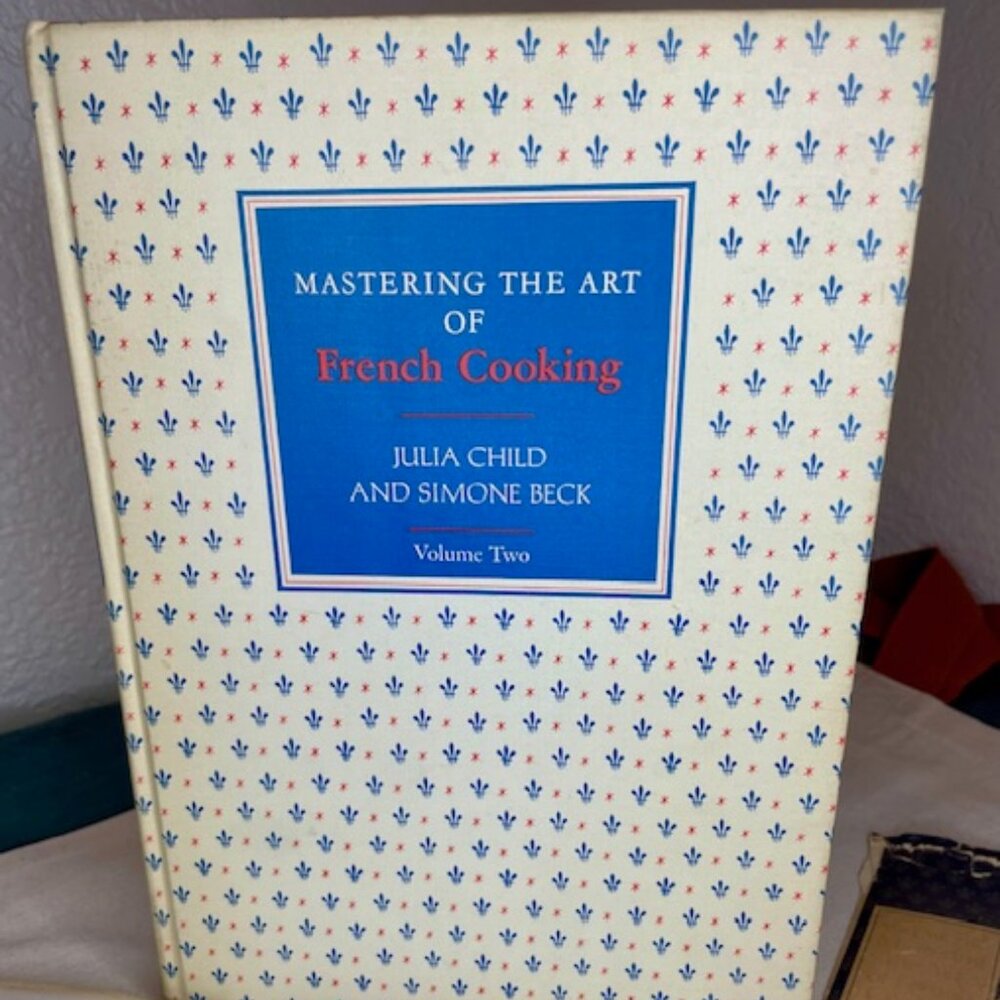 MASTERING THE ART
OF
French Cooking
JULIA CHILD
AND SIMONE BECK
Volume Two